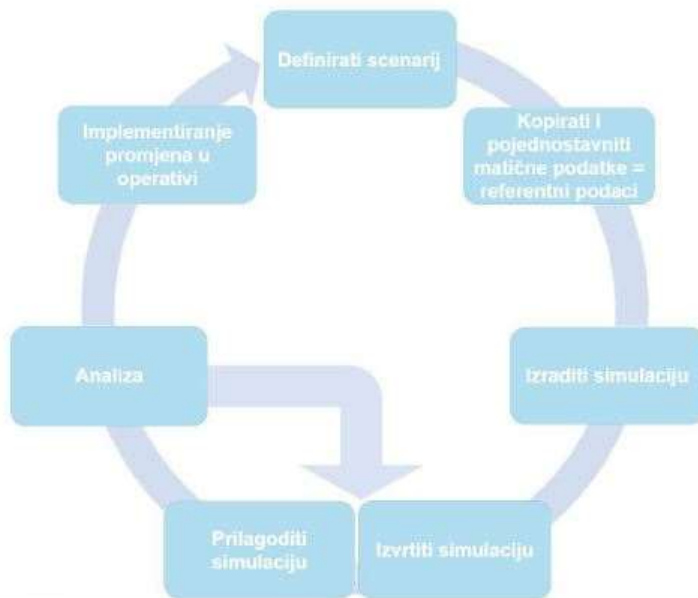 Definirati scenarij
Kopirati i
pojednostavniti
matične podatke =
referentni podaci
Izraditi simulaciju
Izvrtiti simulaciju
Prilagoditi
simulaciju
Analiza
Implementiranje
promjena u
operativi